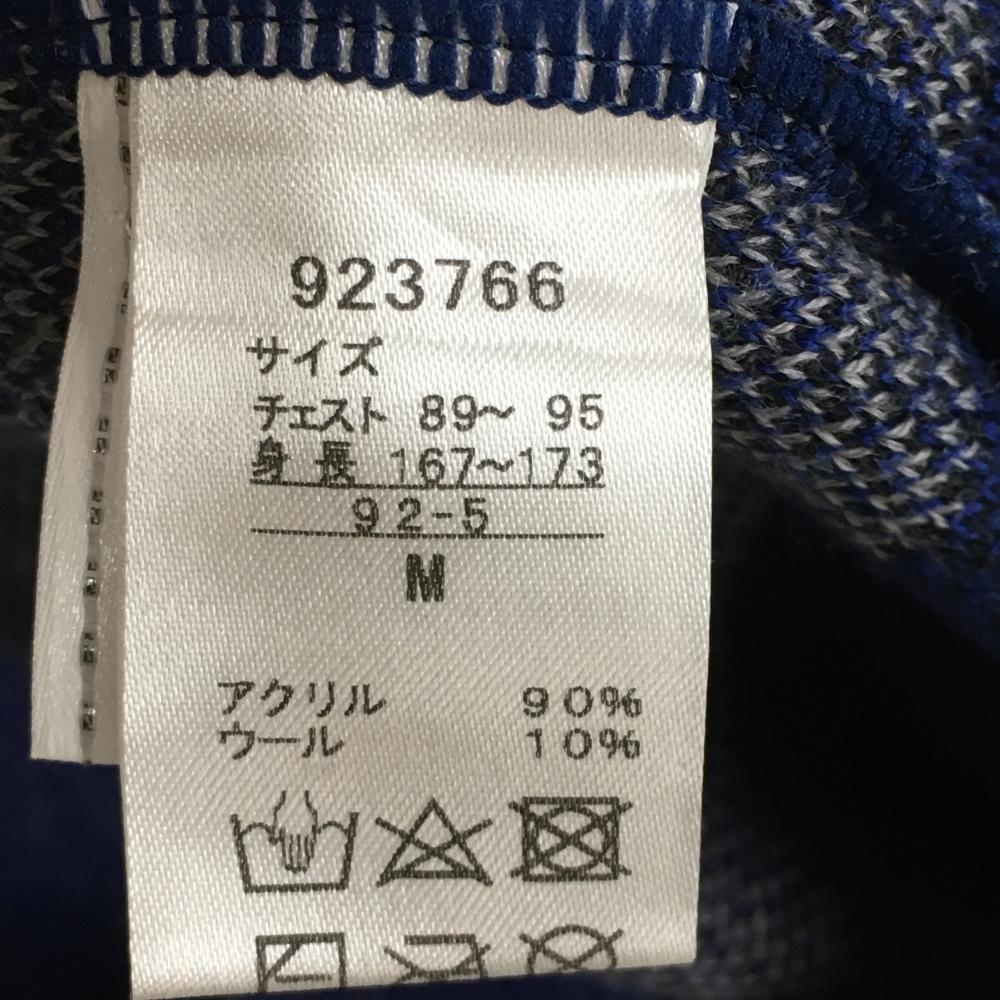 923766
サイズ
チェスト 89～ 95
身 長 167～173
92-5
M
アクリル 90%
ウール 10%